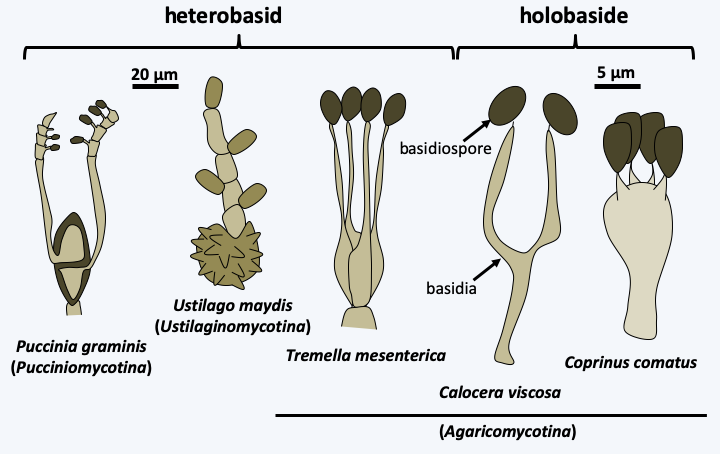 heterobasid
holobaside
20 µm
5 µm
basidiospore
basidia
Ustilago maydis
(Ustilaginomycotina)
Puccinia graminis
(Pucciniomycotina)
Tremella mesenterica
Coprinus comatus
Calocera viscosa
(Agaricomycotina)